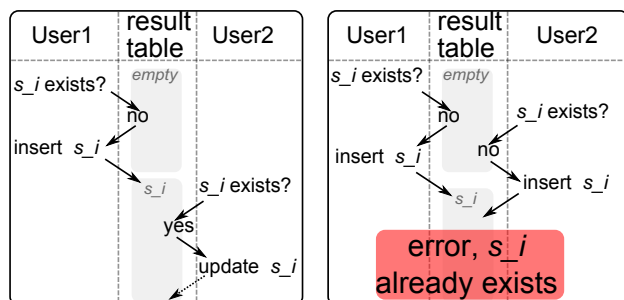 User1 result table User2
empty
s_i exists?
no
insert s_i
s_i
s_i exists?
yes
update s_i
User1 result table User2
empty
s_i exists?
no
s_i exists?
no
insert s_i
insert s_i
s_i
error, s_i
already exists